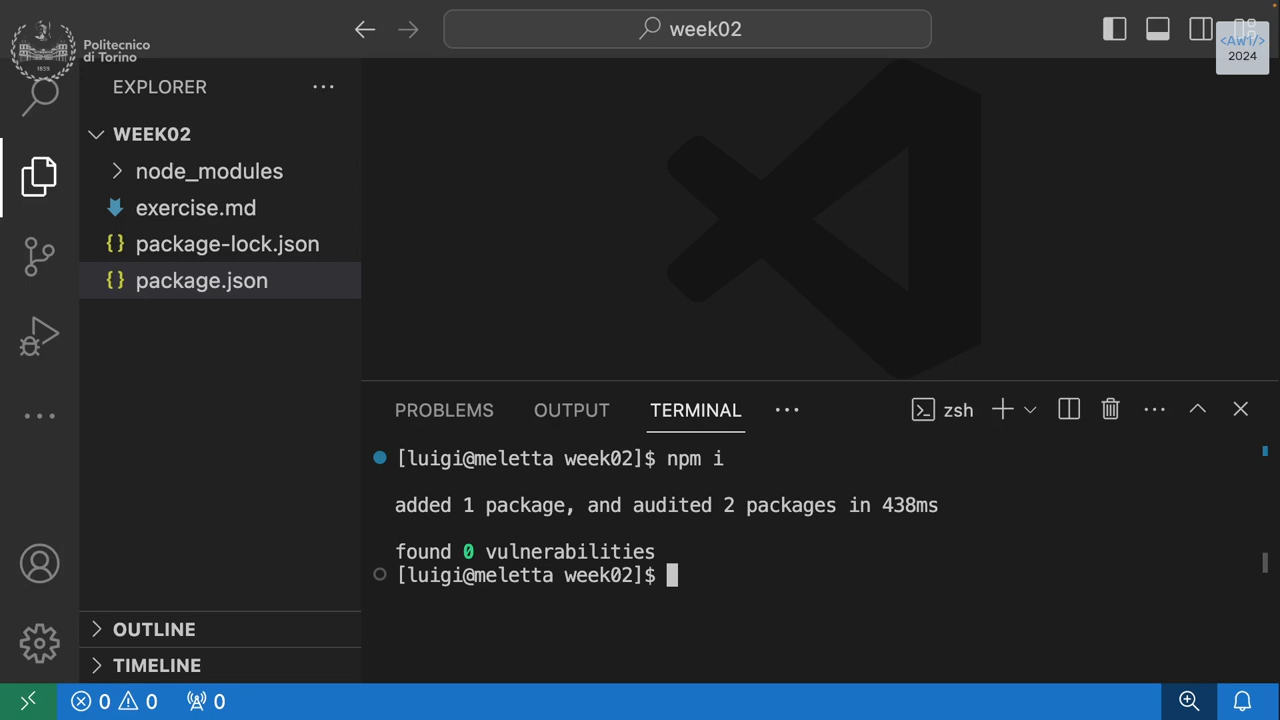 Politecnico
di Torino
1859
week02
<AW1/>
2024
EXPLORER
WEEK02
node_modules
exercise.md
package-lock.json
package.json
OUTLINE
TIMELINE
PROBLEMS
OUTPUT
TERMINAL
zsh
[luigi@meletta week02]$ npm i
added 1 package, and audited 2 packages in 438ms
found 0 vulnerabilities
[luigi@meletta week02]$
0 0 0